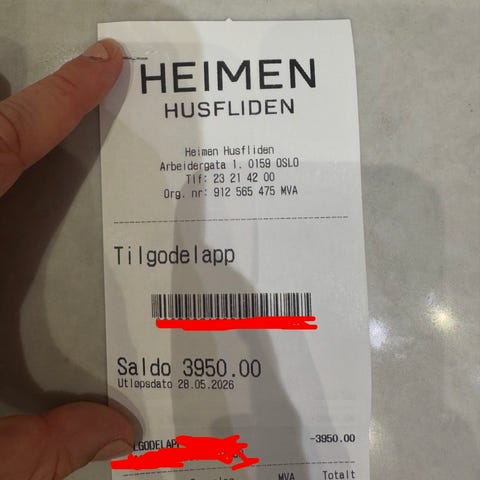 HEIMEN
HUSFLIDEN
Heimen Husfliden
Arbeidergata 1. 0159 OSLO
Tlf: 23 21 42 00
Org. nr: 912 565 475 MVA
Tilgodelapp
Saldo 3950.00
Utløpsdato 28.05.2026
-3950.00
MVA Totalt